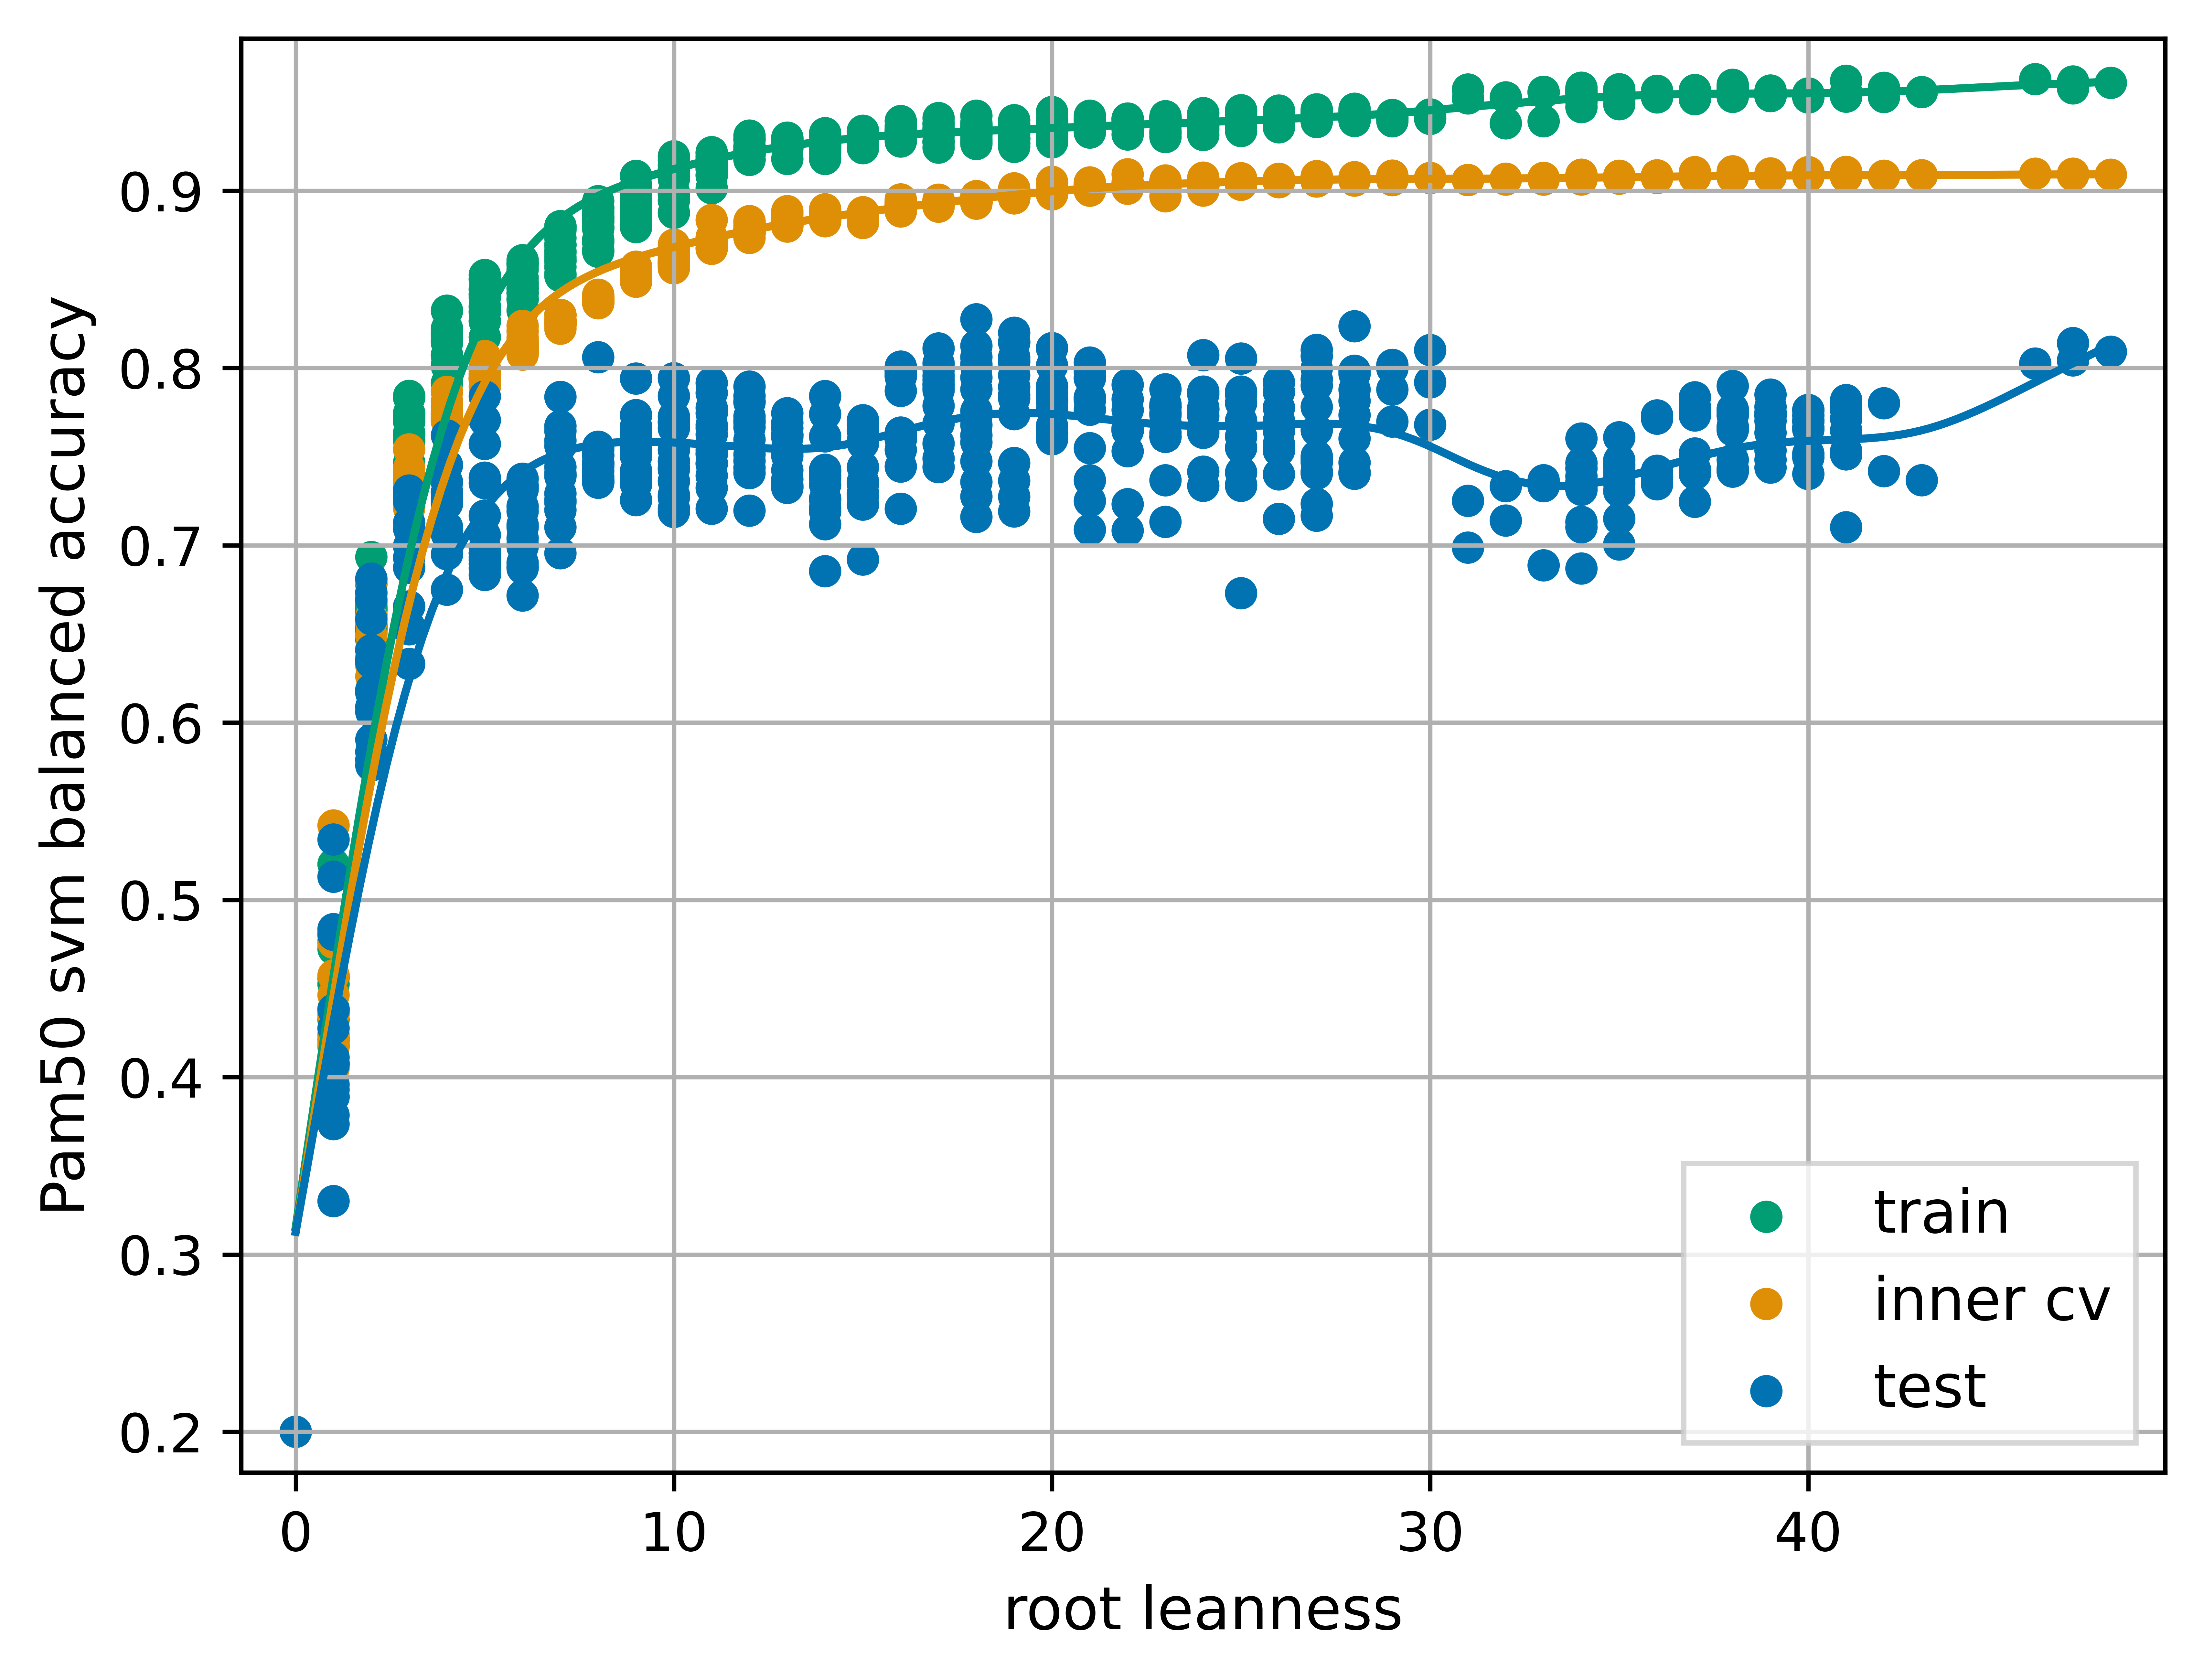 Pam50 svm balanced accuracy
0.9
0.8
0.7
0.6
0.5
0.4
0.3
0.2
0 10 20 30 40
root leanness
train
inner cv
test